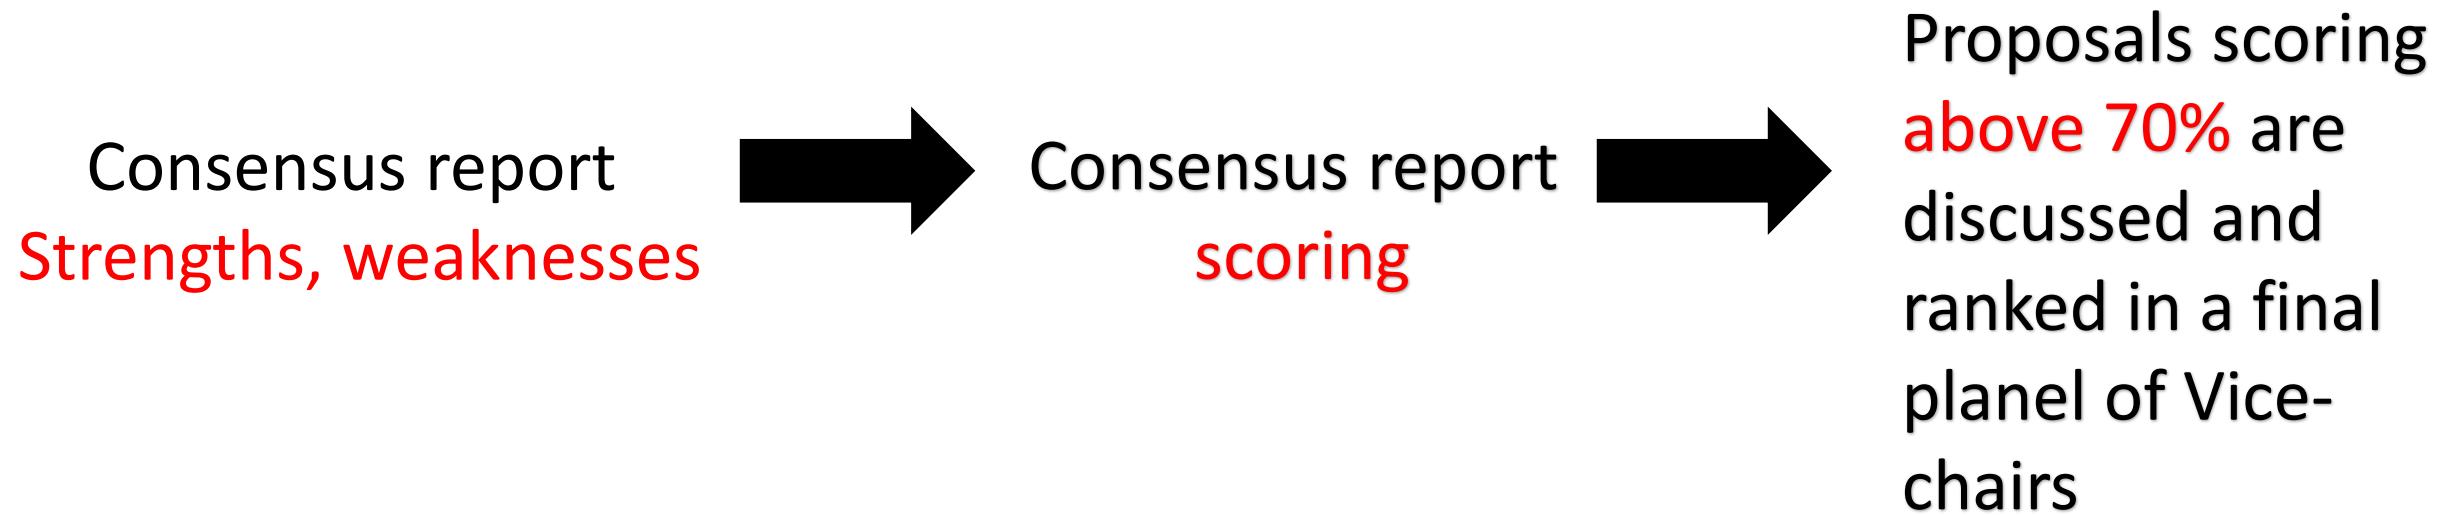 Consensus report
Strengths, weaknesses
Consensus report
scoring
Proposals scoring
above 70% are
discussed and
ranked in a final
planel of Vice-
chairs